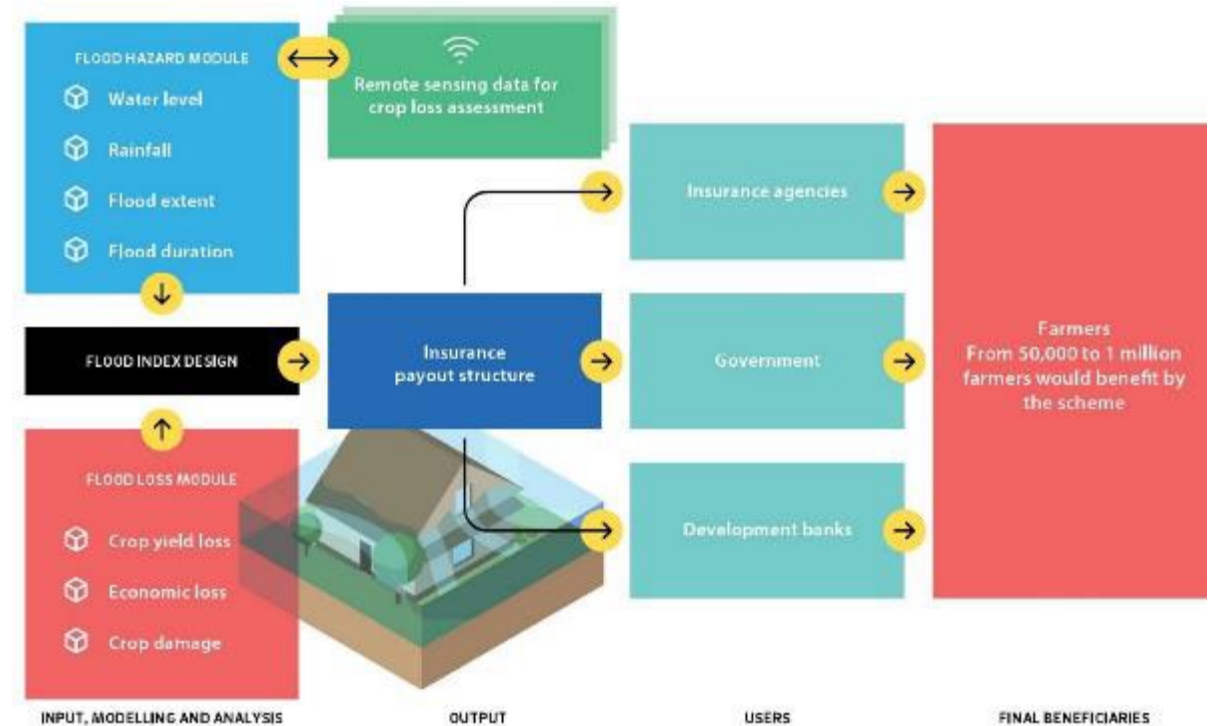 FLOOD HAZARD MODULE
Water level
Rainfall
Flood extent
Flood duration
Remote sensing data for
crop loss assessment
FLOOD INDEX DESIGN
Insurance
payout structure
FLOOD LOSS MODULE
Crop yield loss
Economic loss
Crop damage
Insurance agencies
Government
Development banks
Farmers
From 50,000 to 1 million
farmers would benefit by
the scheme
INPUT, MODELLING AND ANALYSIS
OUTPUT
USERS
FINAL BENEFICIARIES